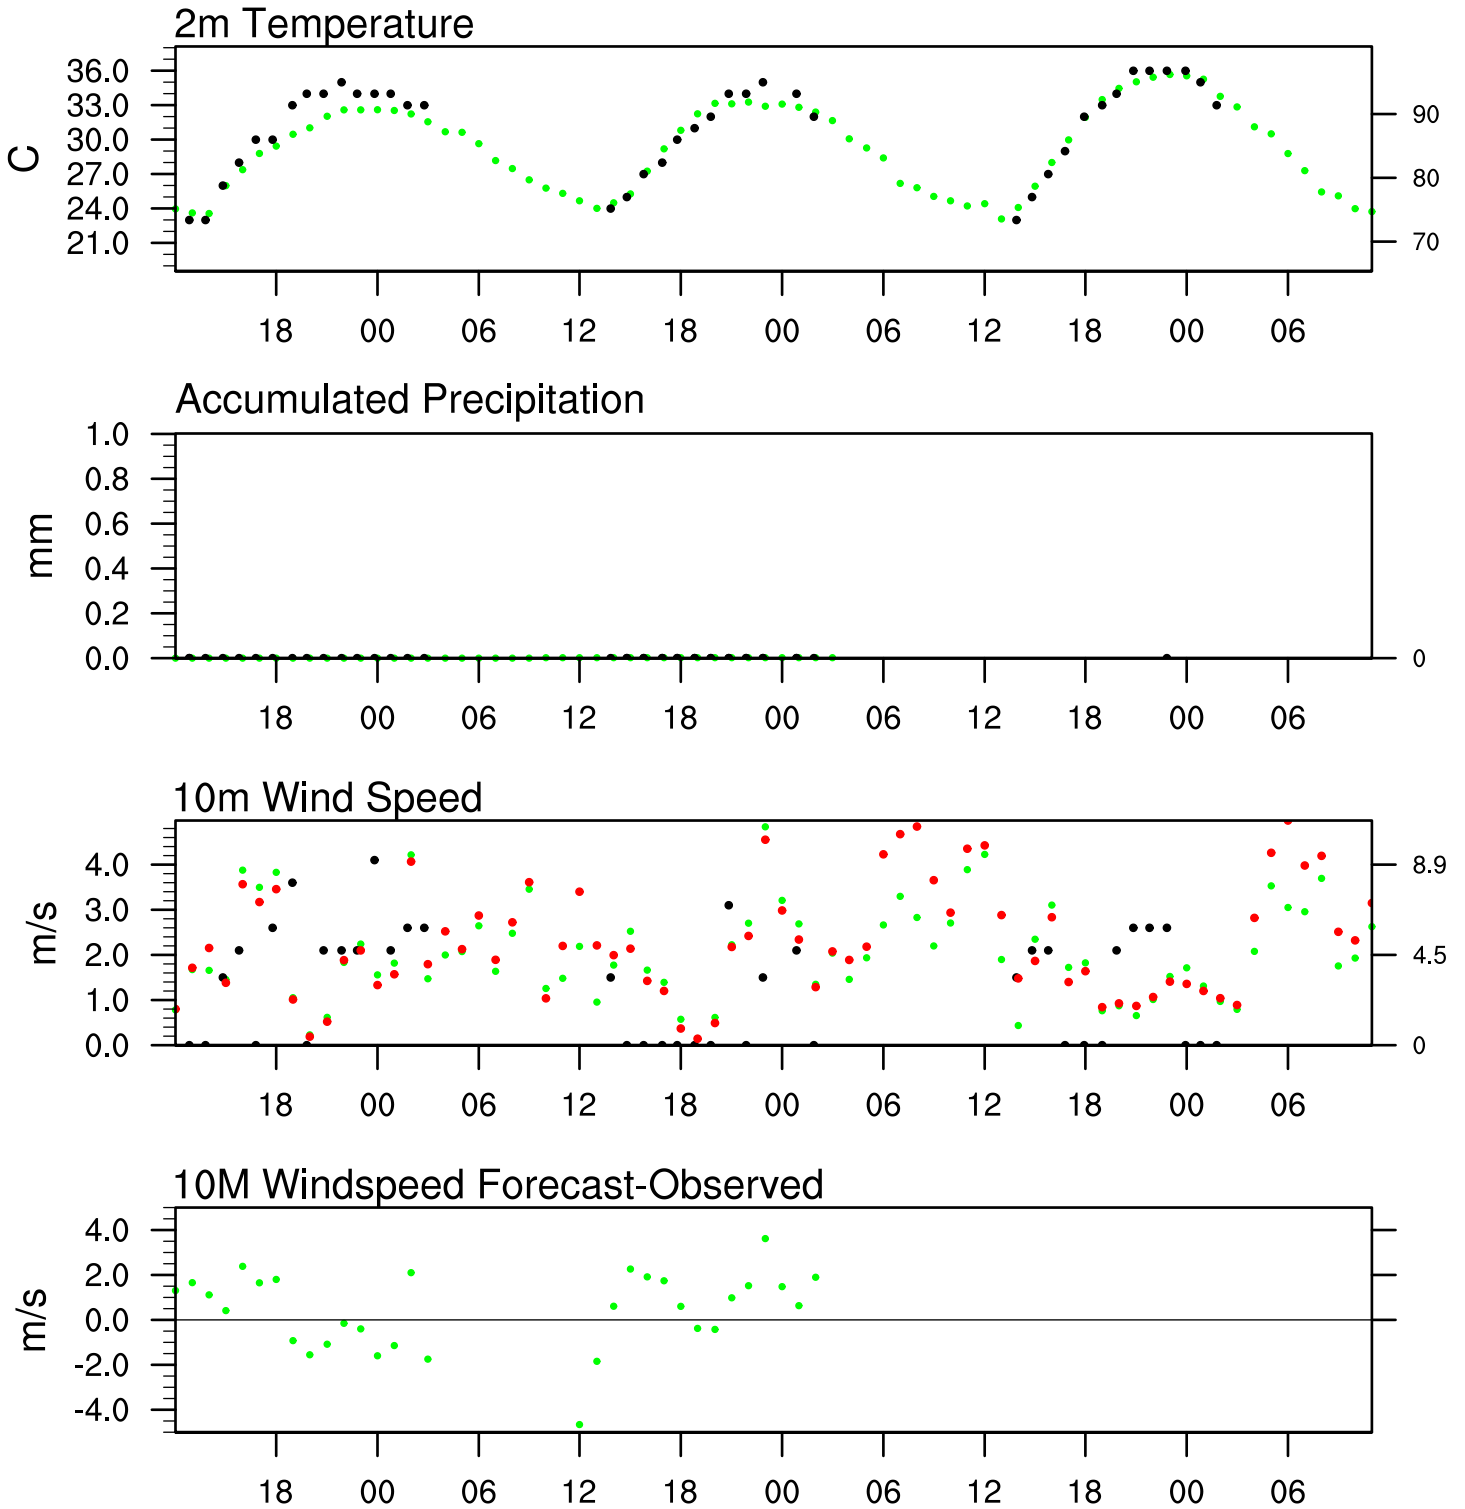 2m Temperature
36.0
33.0
30.0
27.0
24.0
21.0
C
90
80
70
18 00 06 12 18 00 06 12 18 00 06
Accumulated Precipitation
1.0
0.8
0.6
0.4
0.2
0.0
mm
0
18 00 06 12 18 00 06 12 18 00 06
10m Wind Speed
4.0
3.0
2.0
1.0
0.0
m/s
8.9
4.5
0
18 00 06 12 18 00 06 12 18 00 06
10M Windspeed Forecast-Observed
4.0
2.0
0.0
-2.0
-4.0
m/s
18 00 06 12 18 00 06 12 18 00 06